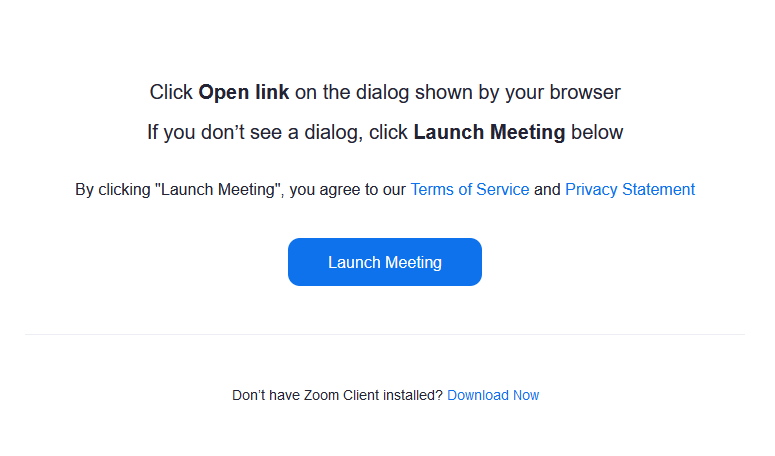 Click Open link on the dialog shown by your browser
If you don’t see a dialog, click Launch Meeting below
By clicking "Launch Meeting", you agree to our Terms of Service and Privacy Statement
Launch Meeting
Don’t have Zoom Client installed? Download Now